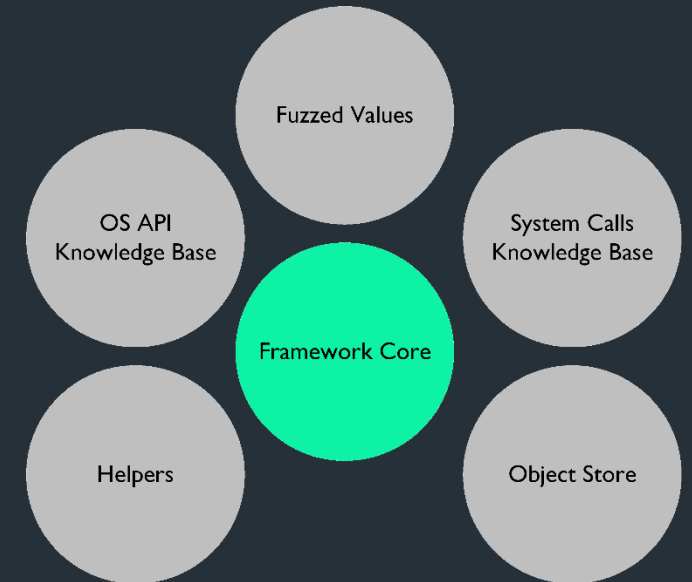 Fuzzed Values
OS API
Knowledge Base
System Calls
Knowledge Base
Framework Core
Helpers
Object Store